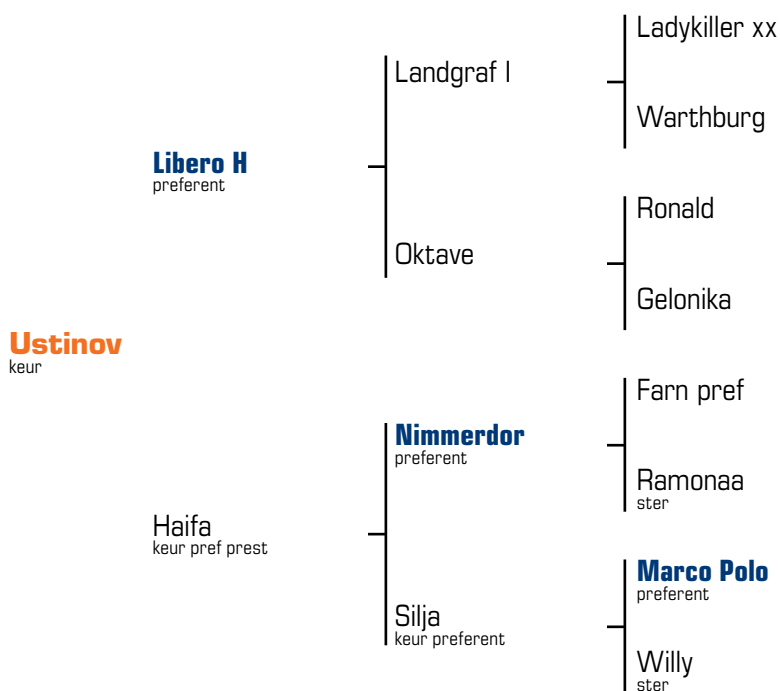 Ladykiller xx
Landgraf I
Warthburg
Libero H
preferent
Ronald
Oktave
Gelonika
Ustinov
keur
Farn pref
Nimmerdor
preferent
Ramonaa
ster
Haifa
keur pref prest
Marco Polo
preferent
Silja
keur preferent
Willy
ster